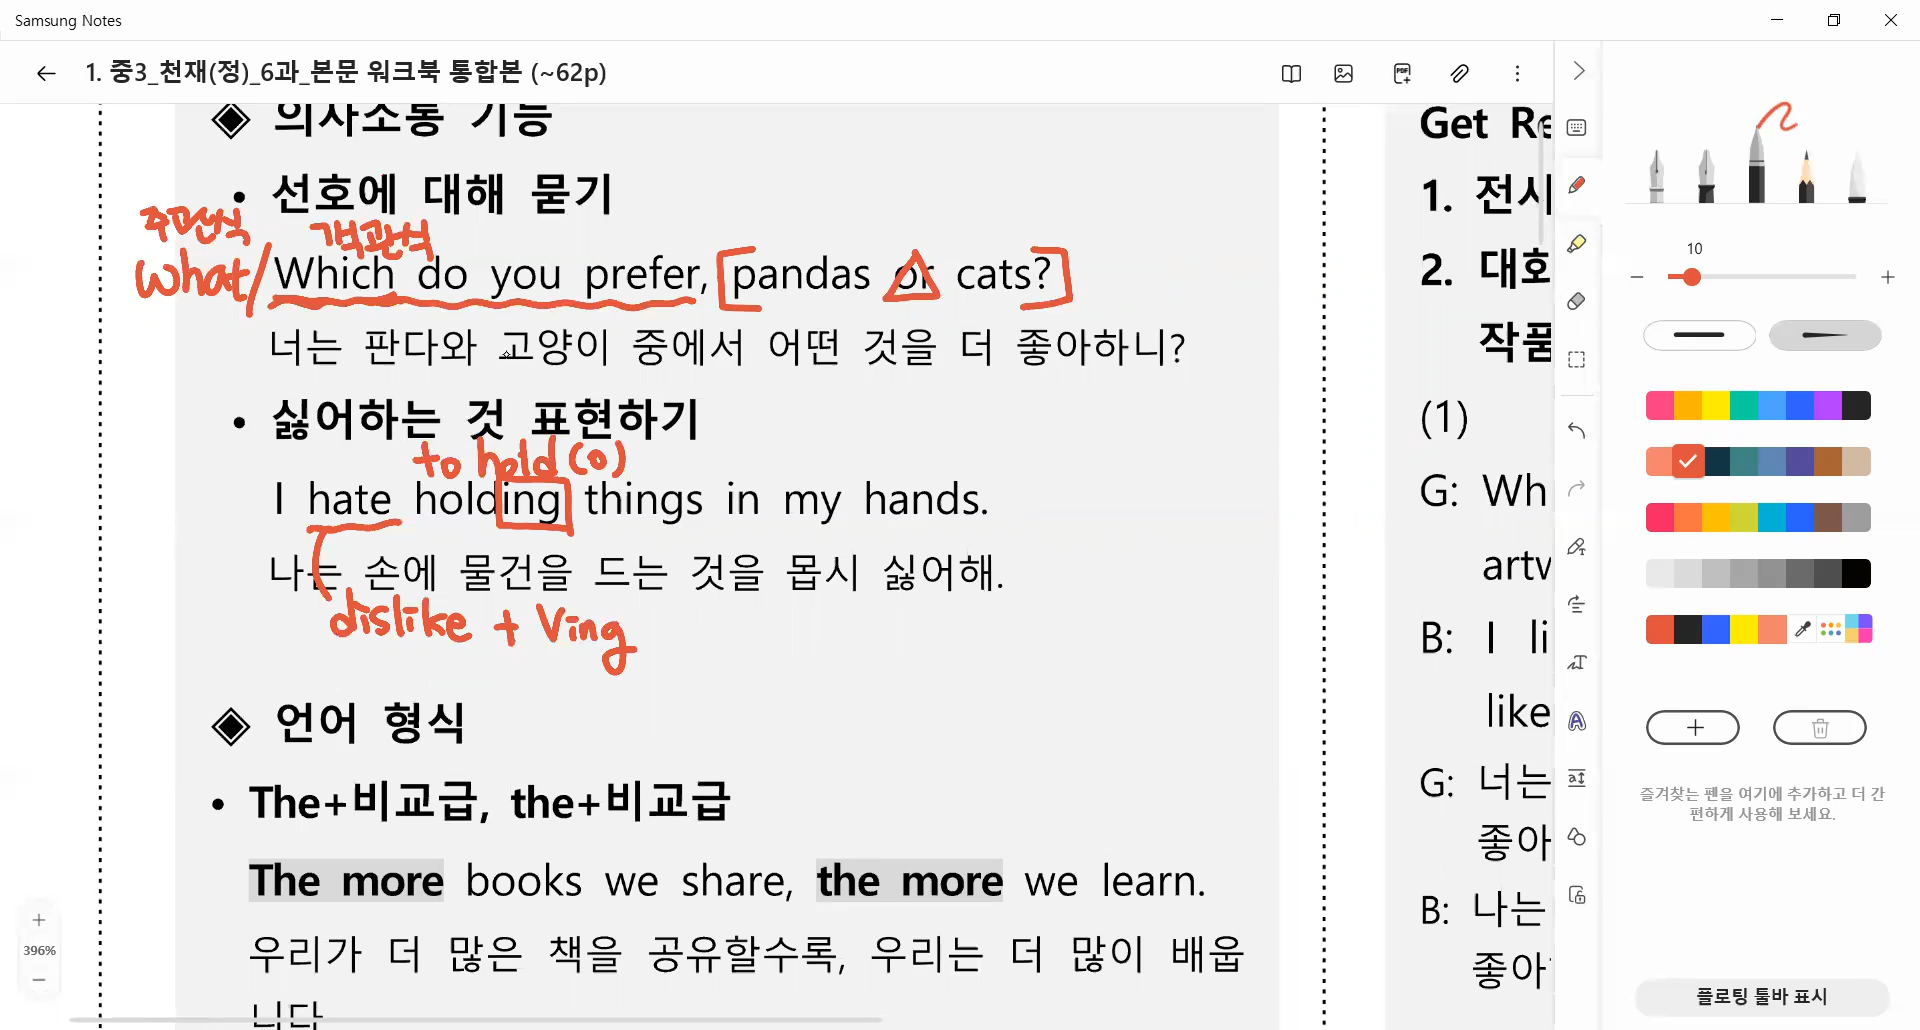 Samsung Notes
1. 중3_천재(정)_6과_본문 워크북 통합본 (~62p)
의사소통 기능
• 선호에 대해 묻기
주관식
객관식
what/
Which do you prefer, pandas or cats?
너는 판다와 고양이 중에서 어떤 것을 더 좋아하니?
• 싫어하는 것 표현하기
to hold (o)
I hate holding things in my hands.
나는 손에 물건을 드는 것을 몹시 싫어해.
dislike + Ving
언어 형식
• The+비교급, the+비교급
The more books we share, the more we learn.
우리가 더 많은 책을 공유할수록, 우리는 더 많이 배웁
니다
Get Re
1. 전시
2. 대화
작품
(1)
G: Wh
artw
B: I li
like
G: 너는
좋아
B: 나는
좋아
396%
10
즐겨찾는 펜을 여기에 추가하고 더 간
편하게 사용해 보세요.
플로팅 툴바 표시